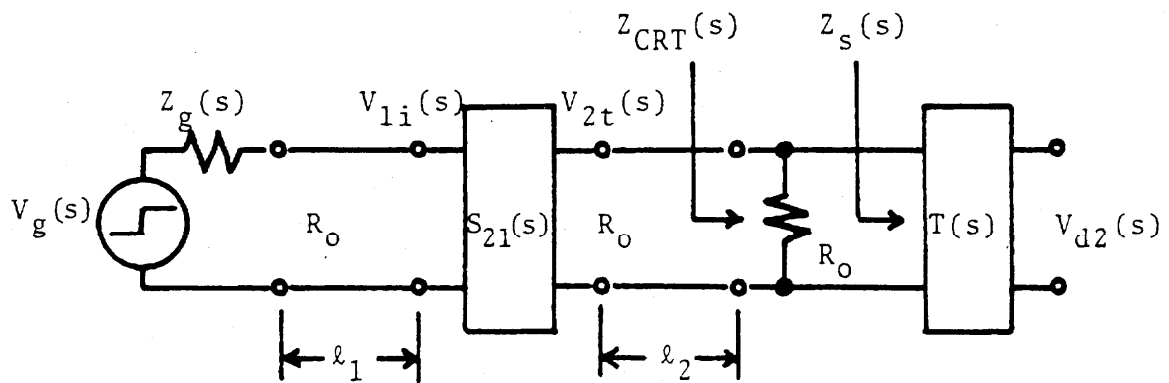 Z_CRT(s)
Z_s(s)
Z_g(s)
V_1i(s)
V_2t(s)
V_g(s)
R_o
S_21(s)
R_o
R_o
T(s)
V_d2(s)
ℓ_1
ℓ_2